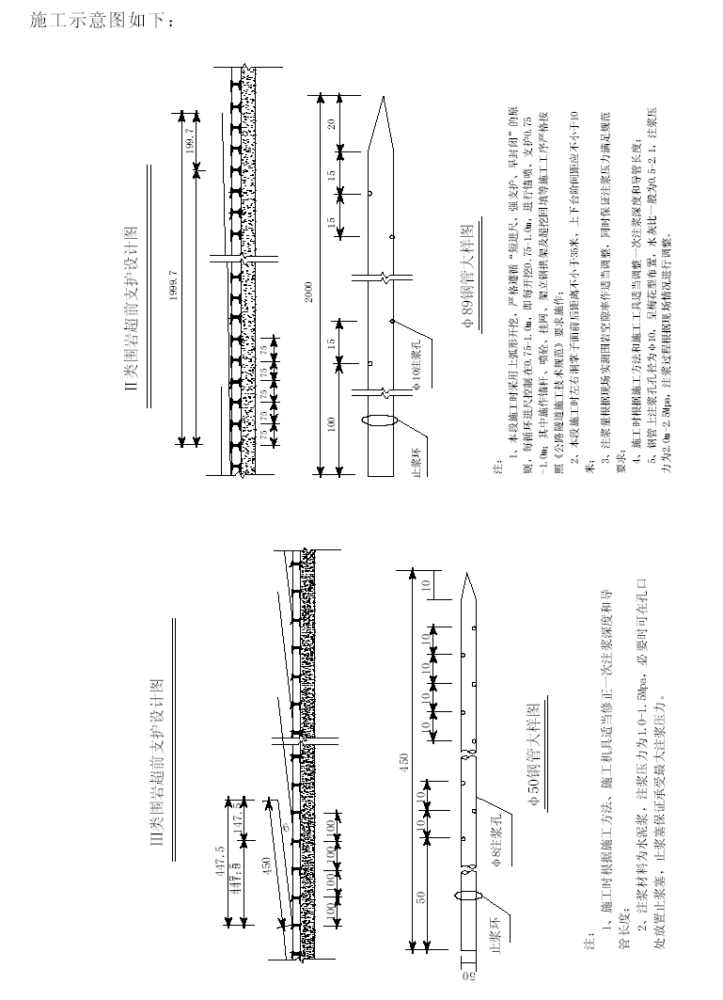 施工示意图如下：
II类围岩超前支护设计图
1999.7
199.7
75
75
75
75
75
2000
20
15
15
15
100
φ10注浆孔
止浆环
φ89钢管大样图
注：
1、本段施工时采用上弧形开挖，严格遵循“短进尺、强支护、早封闭”的原
则，每循环进尺控制在0.75-1.0m，即每开挖0.75-1.0m，进行锚喷、支护0.75
-1.0m；其中施作锚杆、喷砼、挂网、架立钢拱架及超挖回填等施工工序严格按
照《公路隧道施工技术规范》要求施作；
2、本段施工时左右洞掌子面前后距离不小于35米，上下台阶间距应不小于10
米；
3、注浆量根据现场实测围岩空隙率作适当调整，同时保证注浆压力满足规范
要求；
4、施工时根据施工方法和施工工具适当调整一次注浆深度和导管长度；
5、钢管上注浆孔孔径为φ10，呈梅花型布置，水灰比一般为0.5-2.1，注浆压
力为2.0m-2.5Mpa，注浆过程根据现场情况进行调整。
III类围岩超前支护设计图
447.5
147.5
447.5
450
6
100
100
100
100
450
10
10
10
10
10
10
10
50
50
φ8注浆孔
止浆环
φ50钢管大样图
注：
1、施工时根据施工方法、施工机具适当修正一次注浆深度和导
管长度；
2、注浆材料为水泥浆，注浆压力为1.0-1.5Mpa，必要时可在孔口
处放置止浆塞，止浆塞保证承受最大注浆压力。